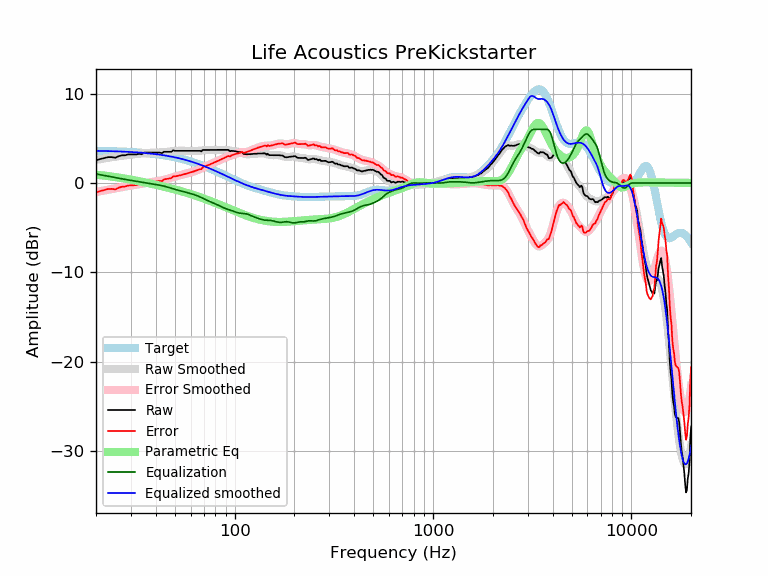 Life Acoustics PreKickstarter
Amplitude (dBr)
10
0
−10
−20
−30
Target
Raw Smoothed
Error Smoothed
Raw
Error
Parametric Eq
Equalization
Equalized smoothed
100 1000 10000
Frequency (Hz)